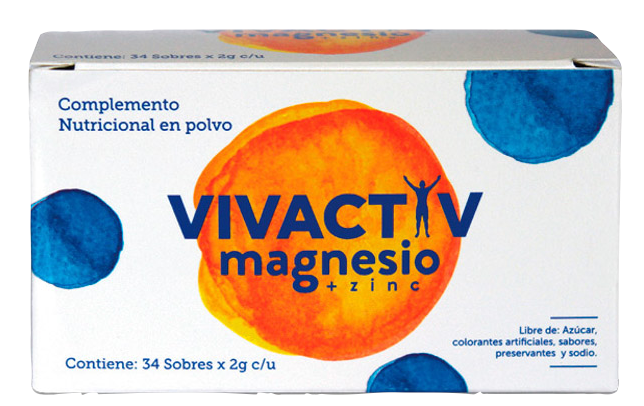 Contiene: 34 Sobres x 2g c/u
Complemento
Nutricional en polvo
VIVACTIV
magnesio
+ zinc
Libre de: Azúcar,
colorantes artificiales, sabores,
preservantes y sodio.
Contiene: 34 Sobres x 2g c/u